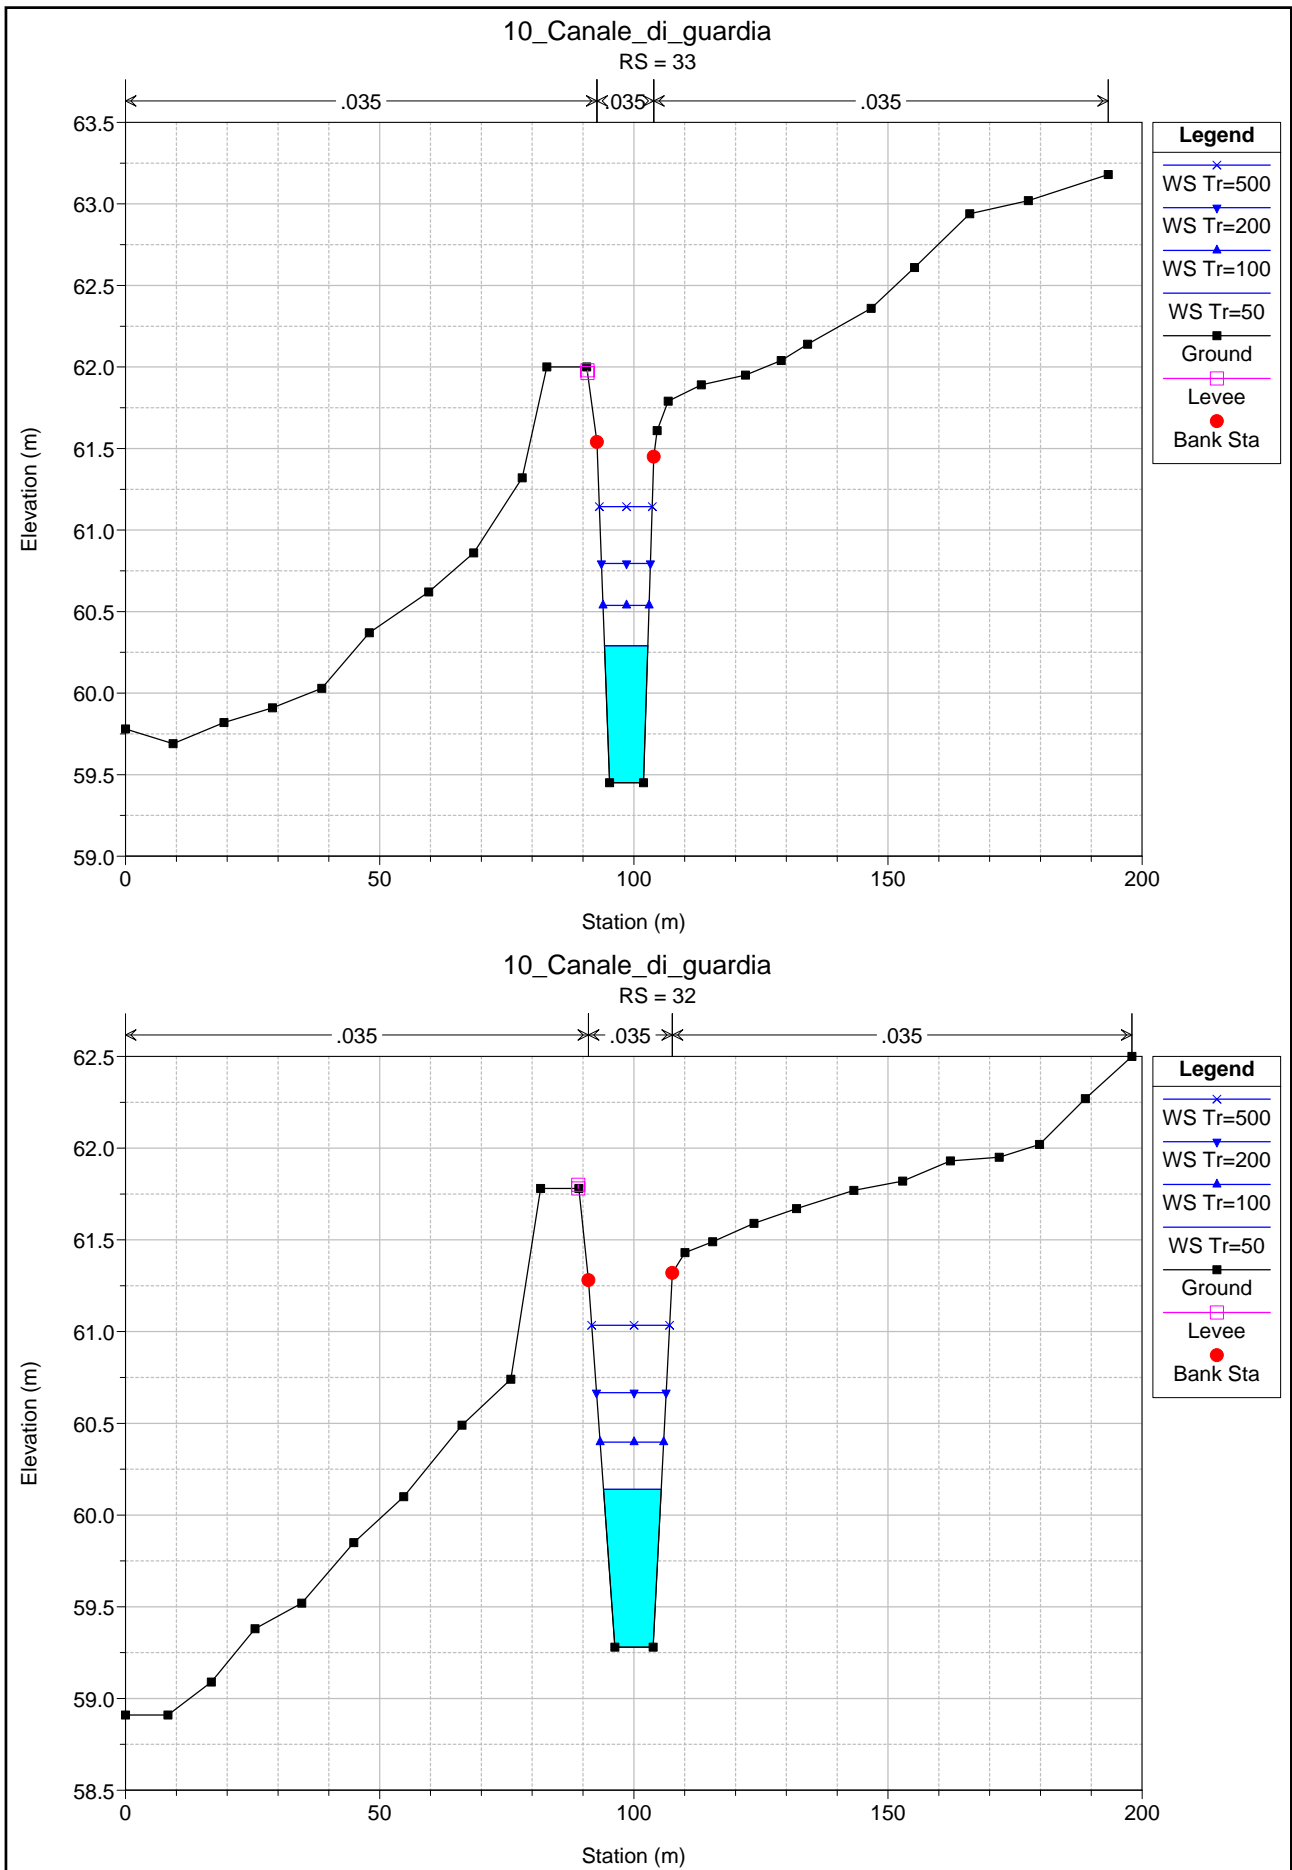 10_Canale_di_guardia
RS = 33
.035 .035 .035
63.5
63.0
62.5
62.0
61.5
61.0
60.5
60.0
59.5
59.0
Elevation (m)
0 50 100 150 200
Station (m)
Legend
WS Tr=500
WS Tr=200
WS Tr=100
WS Tr=50
Ground
Levee
Bank Sta
10_Canale_di_guardia
RS = 32
.035 .035 .035
62.5
62.0
61.5
61.0
60.5
60.0
59.5
59.0
58.5
Elevation (m)
0 50 100 150 200
Station (m)
Legend
WS Tr=500
WS Tr=200
WS Tr=100
WS Tr=50
Ground
Levee
Bank Sta